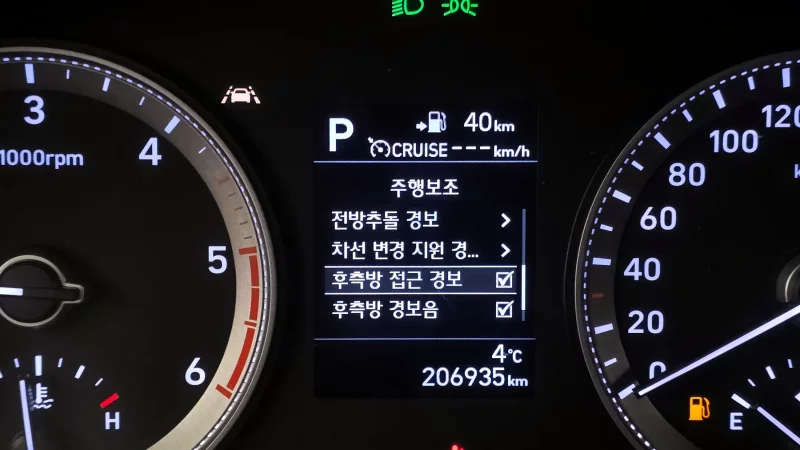 3
4
5
6
1000rpm
H
P
40km
CRUISE ---km/h
주행보조
전방추돌 경보
차선 변경 지원 경...
후측방 접근 경보
후측방 경보음
4℃
206935km
120
100
80
60
40
20
0
E